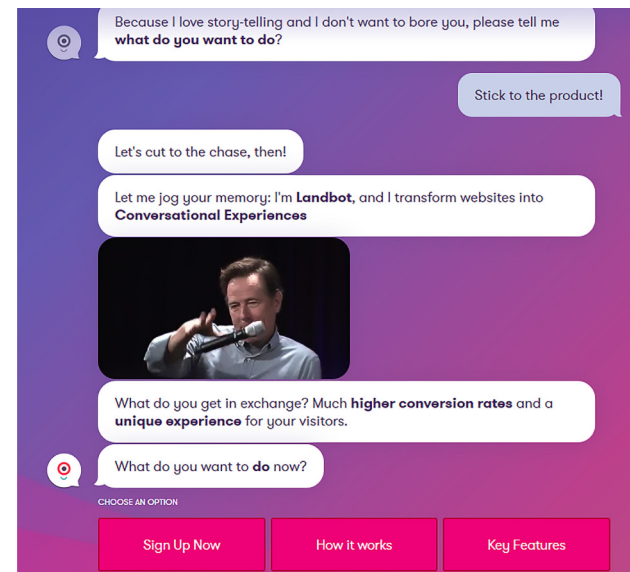 Because I love story-telling and I don't want to bore you, please tell me
what do you want to do?
Stick to the product!
Let's cut to the chase, then!
Let me jog your memory: I'm Landbot, and I transform websites into
Conversational Experiences
What do you get in exchange? Much higher conversion rates and a
unique experience for your visitors.
What do you want to do now?
CHOOSE AN OPTION
Sign Up Now
How it works
Key Features